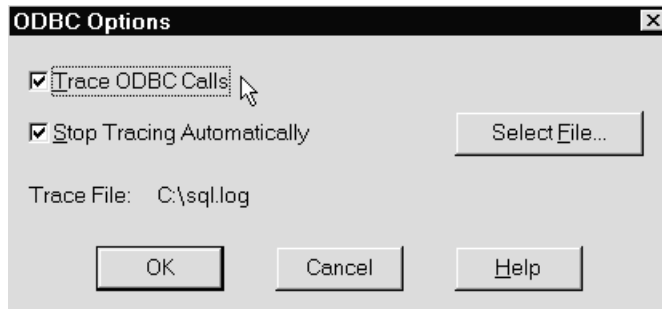 ODBC Options
Trace ODBC Calls
Stop Tracing Automatically
Select File...
Trace File: C:\sql.log
OK Cancel Help